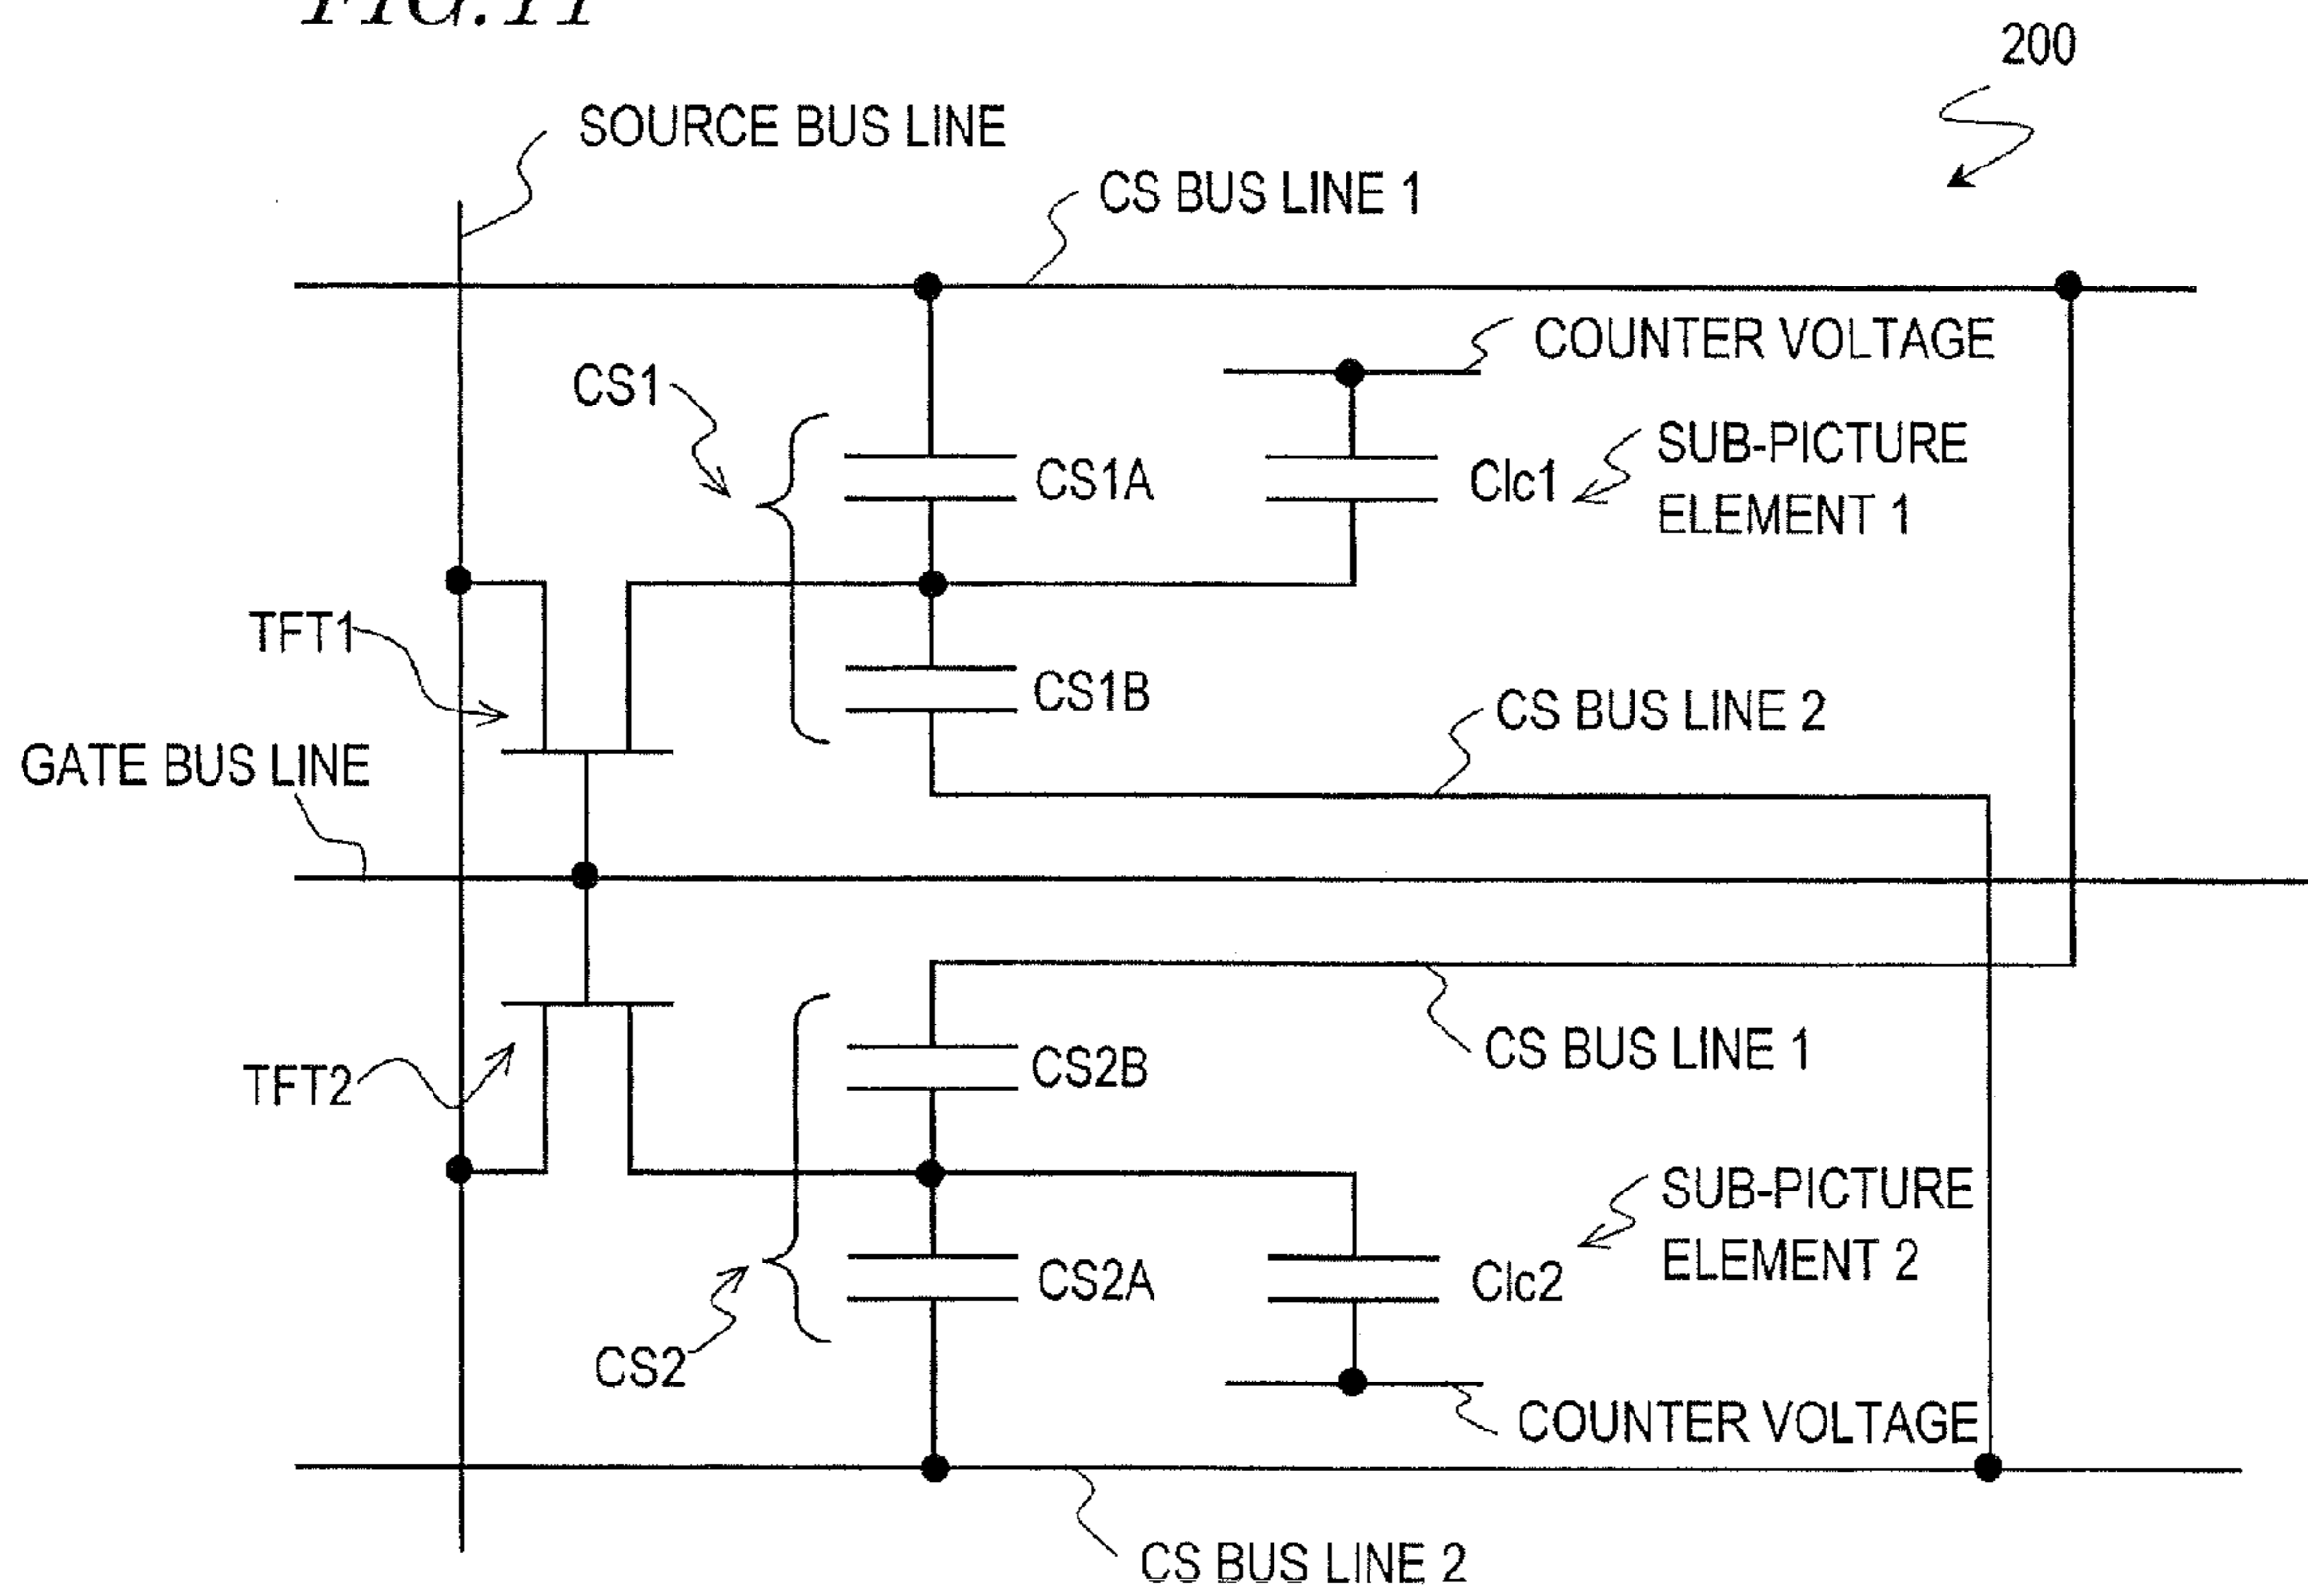 FIG. 11
200
SOURCE BUS LINE
CS BUS LINE 1
COUNTER VOLTAGE
CS1
SUB-PICTURE
ELEMENT 1
CS1A
Clc1
TFT1
CS1B
CS BUS LINE 2
GATE BUS LINE
CS BUS LINE 1
CS2B
TFT2
SUB-PICTURE
ELEMENT 2
CS2A
Clc2
CS2
COUNTER VOLTAGE
CS BUS LINE 2